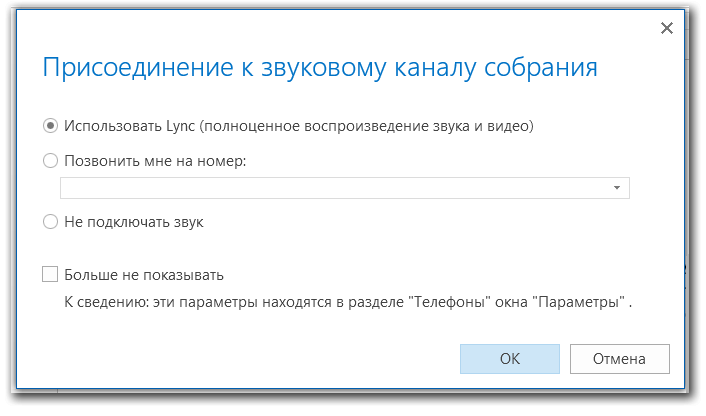 Присоединение к звуковому каналу собрания
Использовать Lync (полноценное воспроизведение звука и видео)
Позвонить мне на номер:
Не подключать звук
Больше не показывать
К сведению: эти параметры находятся в разделе "Телефоны" окна "Параметры" .
ОК
Отмена